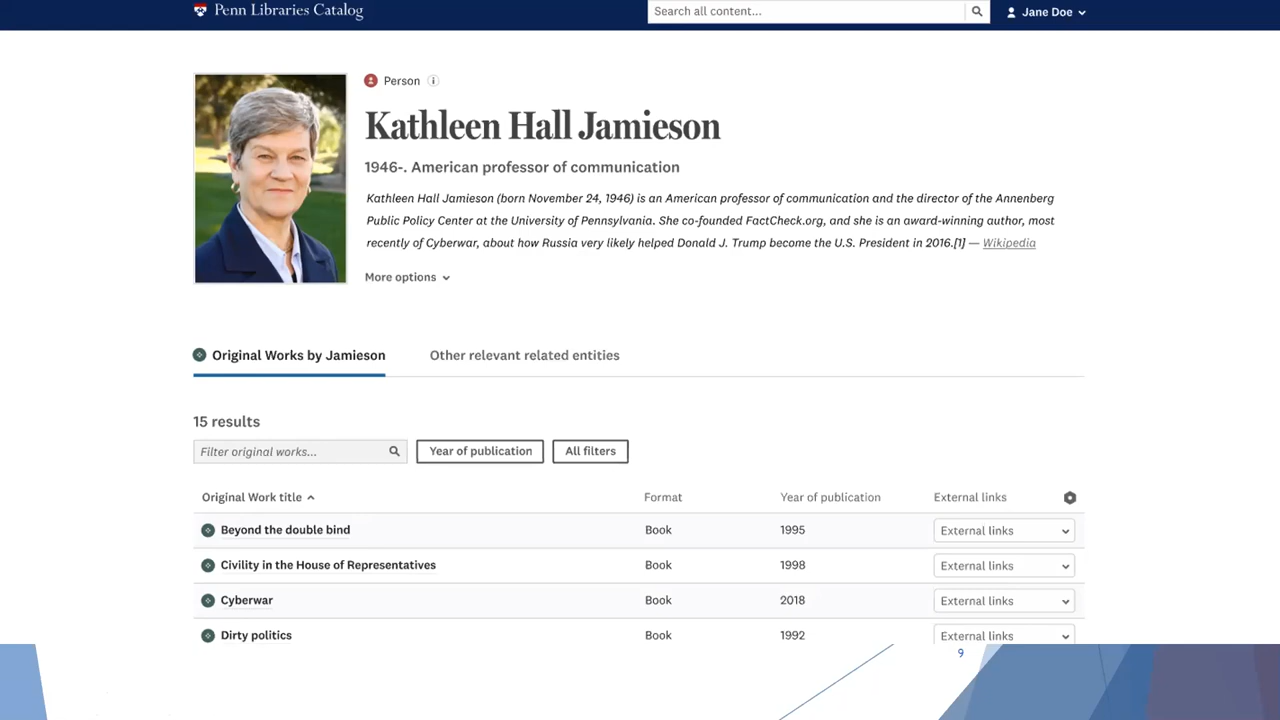 Penn Libraries Catalog
Search all content...
Jane Doe
Person
Kathleen Hall Jamieson
1946-. American professor of communication
Kathleen Hall Jamieson (born November 24, 1946) is an American professor of communication and the director of the Annenberg
Public Policy Center at the University of Pennsylvania. She co-founded FactCheck.org, and she is an award-winning author, most
recently of Cyberwar, about how Russia very likely helped Donald J. Trump become the U.S. President in 2016.[1] — Wikipedia
More options
Original Works by Jamieson Other relevant related entities
15 results
Filter original works... Year of publication All filters
Original Work title Format Year of publication External links
Beyond the double bind Book 1995 External links
Civility in the House of Representatives Book 1998 External links
Cyberwar Book 2018 External links
Dirty politics Book 1992 External links
9